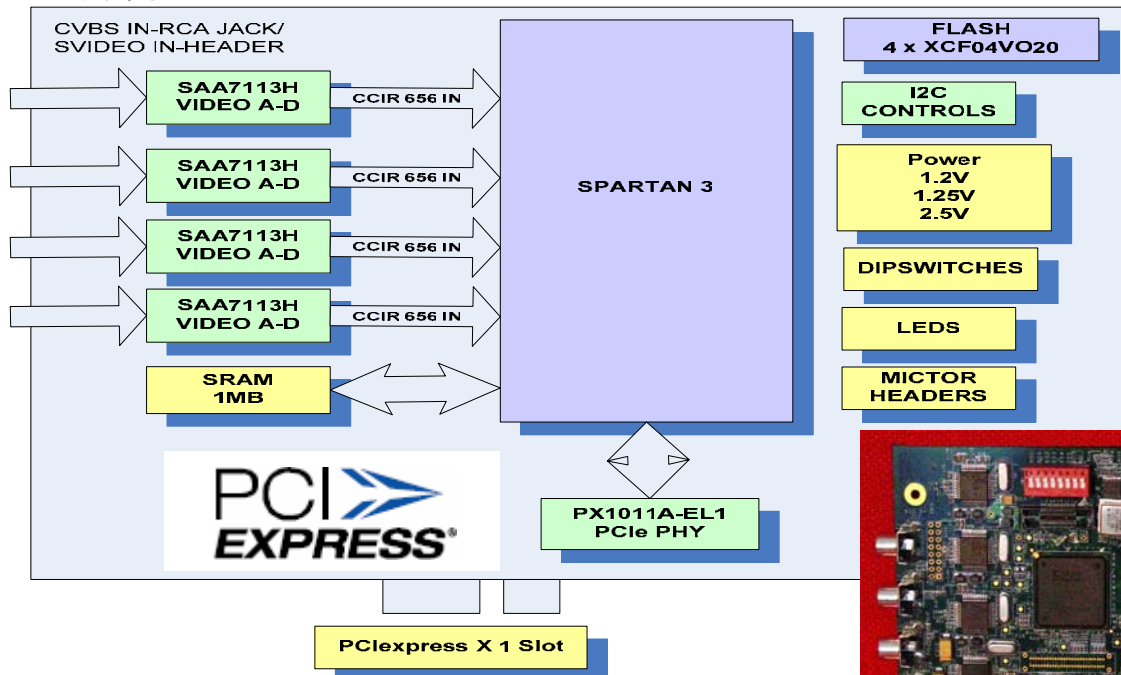 CVBS IN-RCA JACK/
SVIDEO IN-HEADER
SAA7113H
VIDEO A-D
CCIR 656 IN
SAA7113H
VIDEO A-D
CCIR 656 IN
SAA7113H
VIDEO A-D
CCIR 656 IN
SAA7113H
VIDEO A-D
CCIR 656 IN
SRAM
1MB
SPARTAN 3
FLASH
4 x XCF04VO20
I2C
CONTROLS
Power
1.2V
1.25V
2.5V
DIPSWITCHES
LEDS
MICTOR
HEADERS
PCI
EXPRESS®
PX1011A-EL1
PCIe PHY
PCIexpress X 1 Slot